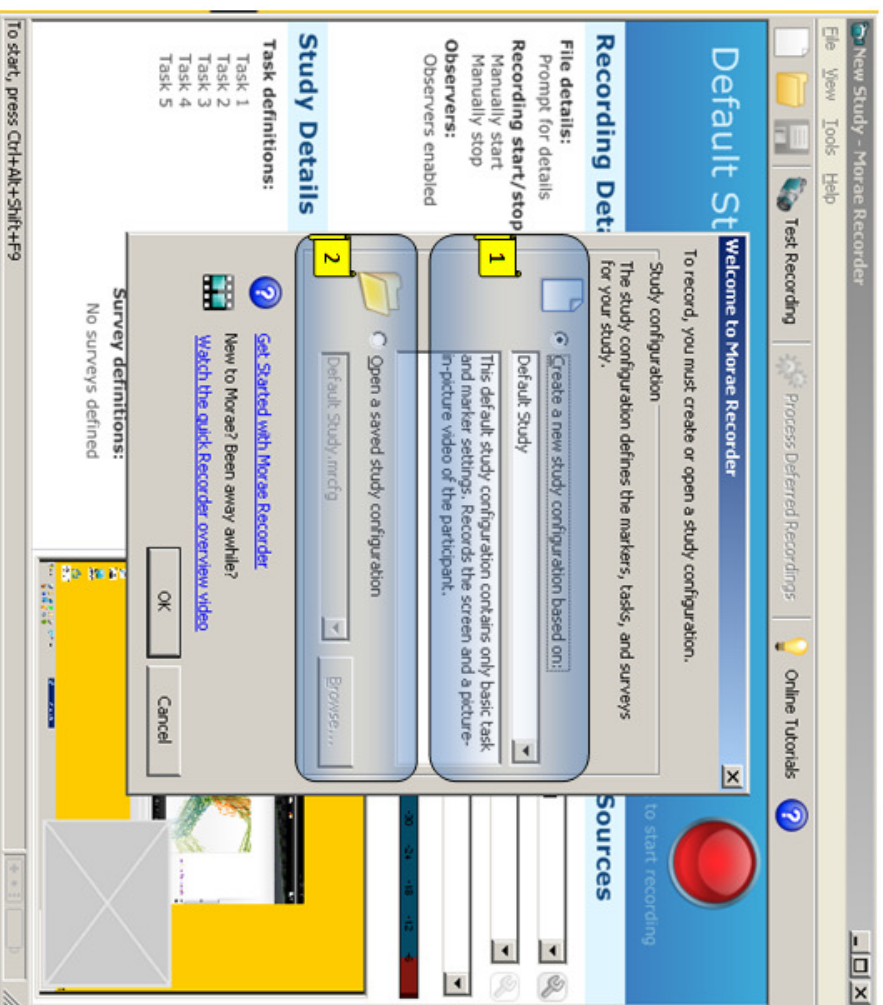 New Study - Morae Recorder
File View Tools Help
Test Recording
Process Deferred Recordings
Online Tutorials
Default St
to start recording
Recording Deta
Sources
File details:
Prompt for details
Recording start/stop
Manually start
Manually stop
Observers:
Observers enabled
Study Details
Task definitions:
Task 1
Task 2
Task 3
Task 4
Task 5
Survey definitions:
No surveys defined
-30 -24 -18 -12 -6
Welcome to Morae Recorder
To record, you must create or open a study configuration.
Study configuration
The study configuration defines the markers, tasks, and surveys
for your study.
1
Create a new study configuration based on:
Default Study
This default study configuration contains only basic task
and marker settings. Records the screen and a picture-
in-picture video of the participant.
2
Open a saved study configuration
Default Study.mrcfg
Browse...
Get Started with Morae Recorder
New to Morae? Been away awhile?
Watch the quick Recorder overview video
OK
Cancel
To start, press Ctrl+Alt+Shift+F9